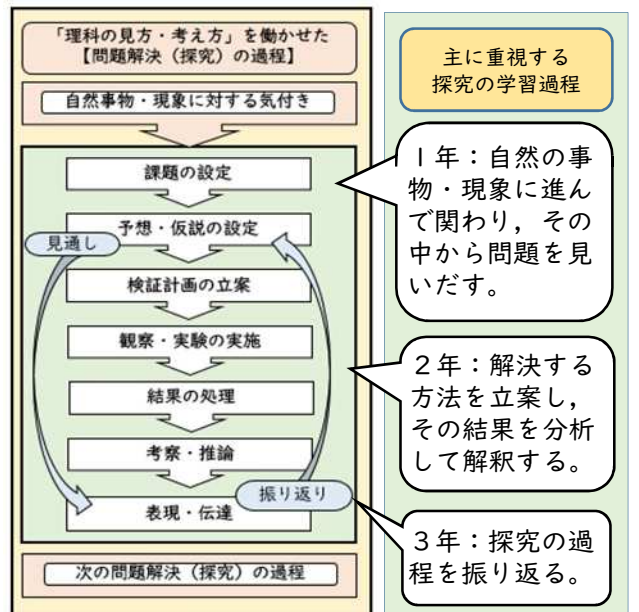 「理科の見方・考え方」を働かせた
【問題解決（探究）の過程】
自然事物・現象に対する気付き
課題の設定
予想・仮説の設定
見通し
検証計画の立案
観察・実験の実施
結果の処理
考察・推論
振り返り
表現・伝達
次の問題解決（探究）の過程
主に重視する
探究の学習過程
１年：自然の事
物・現象に進ん
で関わり，その
中から問題を見
いだす。
２年：解決する
方法を立案し，
その結果を分析
して解釈する。
３年：探究の過
程を振り返る。